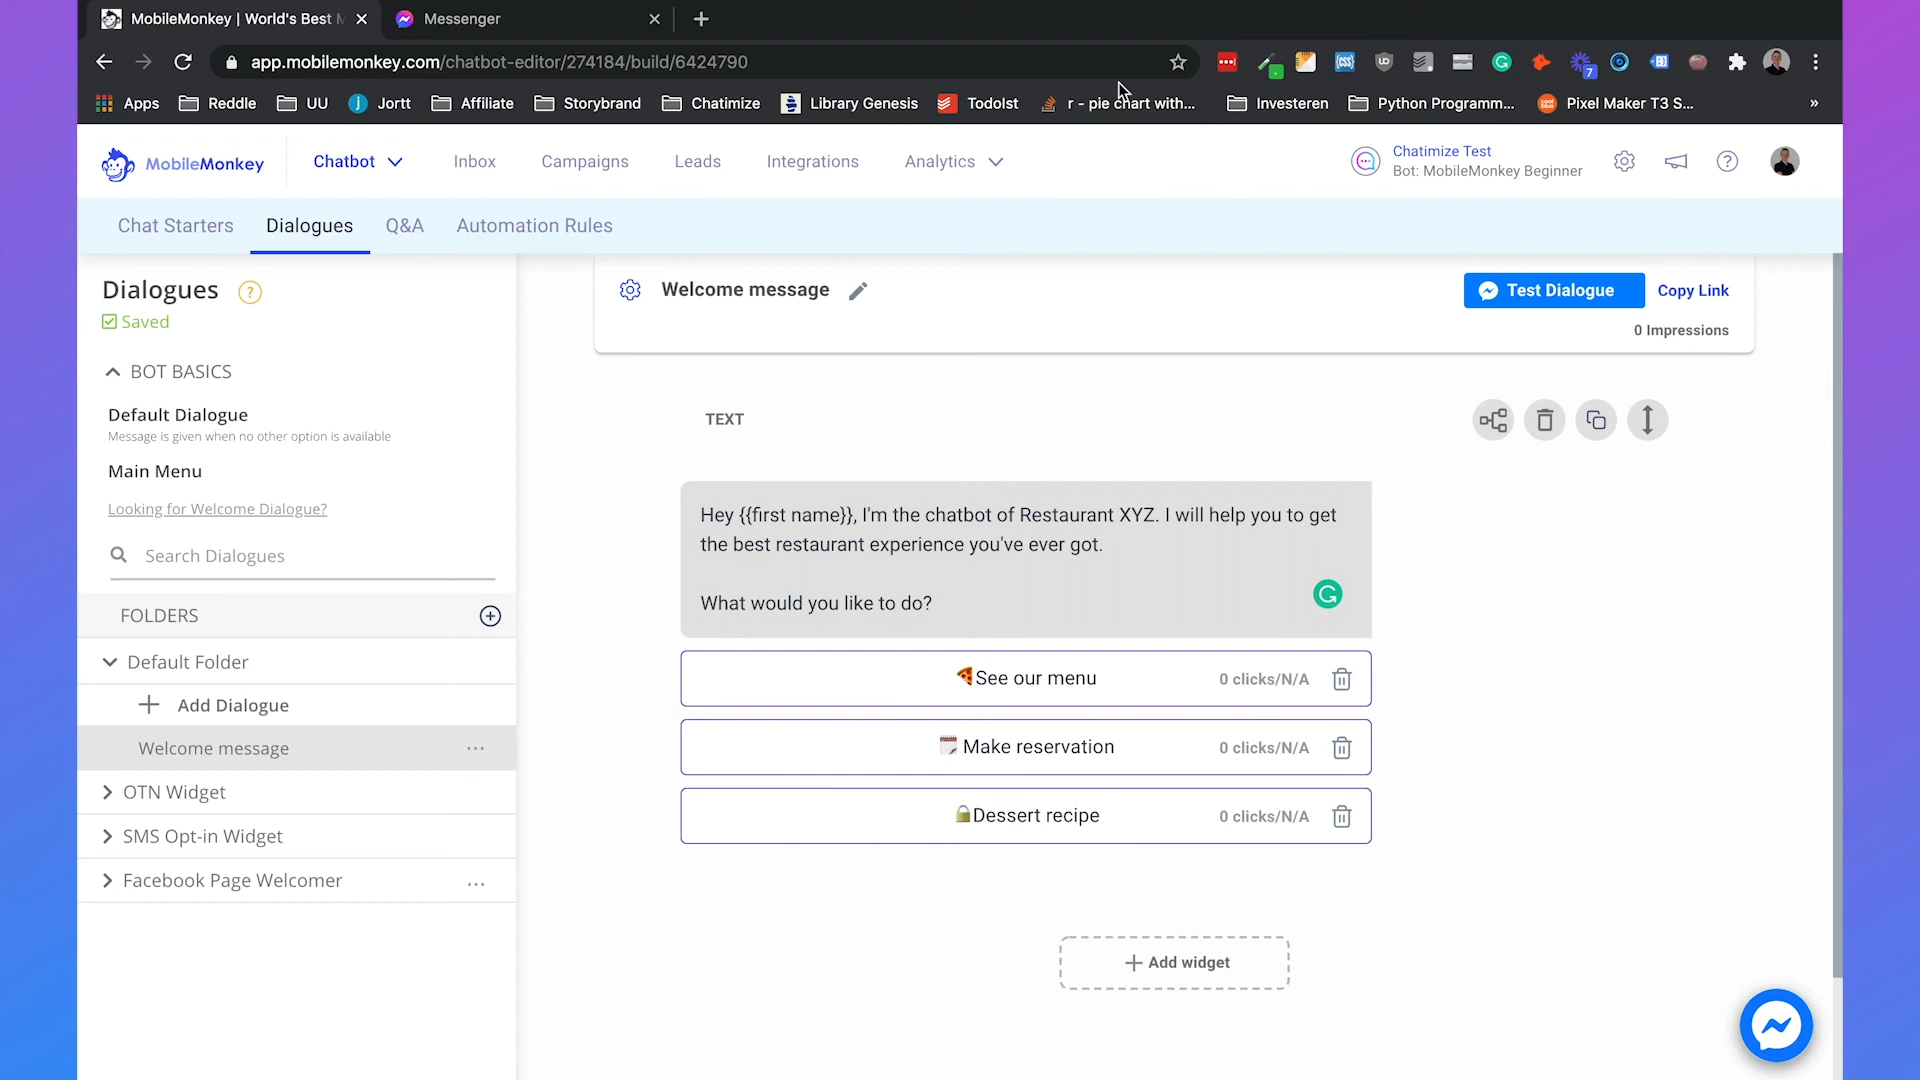 MobileMonkey | World's Best M
Messenger
app.mobilemonkey.com/chatbot-editor/274184/build/6424790
7
Apps
Reddle
UU
Jortt
Affiliate
Storybrand
Chatimize
Library Genesis
Todolst
r - pie chart with...
Investeren
Python Programm...
Pixel Maker T3 S...
»
MobileMonkey
Chatbot
Inbox
Campaigns
Leads
Integrations
Analytics
Chatimize Test
Bot: MobileMonkey Beginner
Chat Starters
Dialogues
Q&A
Automation Rules
Dialogues
Saved
BOT BASICS
Default Dialogue
Message is given when no other option is available
Main Menu
Looking for Welcome Dialogue?
Search Dialogues
FOLDERS
Default Folder
Add Dialogue
Welcome message
OTN Widget
SMS Opt-in Widget
Facebook Page Welcomer
Welcome message
Test Dialogue
Copy Link
0 Impressions
TEXT
Hey {{first name}}, I'm the chatbot of Restaurant XYZ. I will help you to get
the best restaurant experience you've ever got.
What would you like to do?
🍕See our menu
0 clicks/N/A
🗓 Make reservation
0 clicks/N/A
🔒Dessert recipe
0 clicks/N/A
+ Add widget